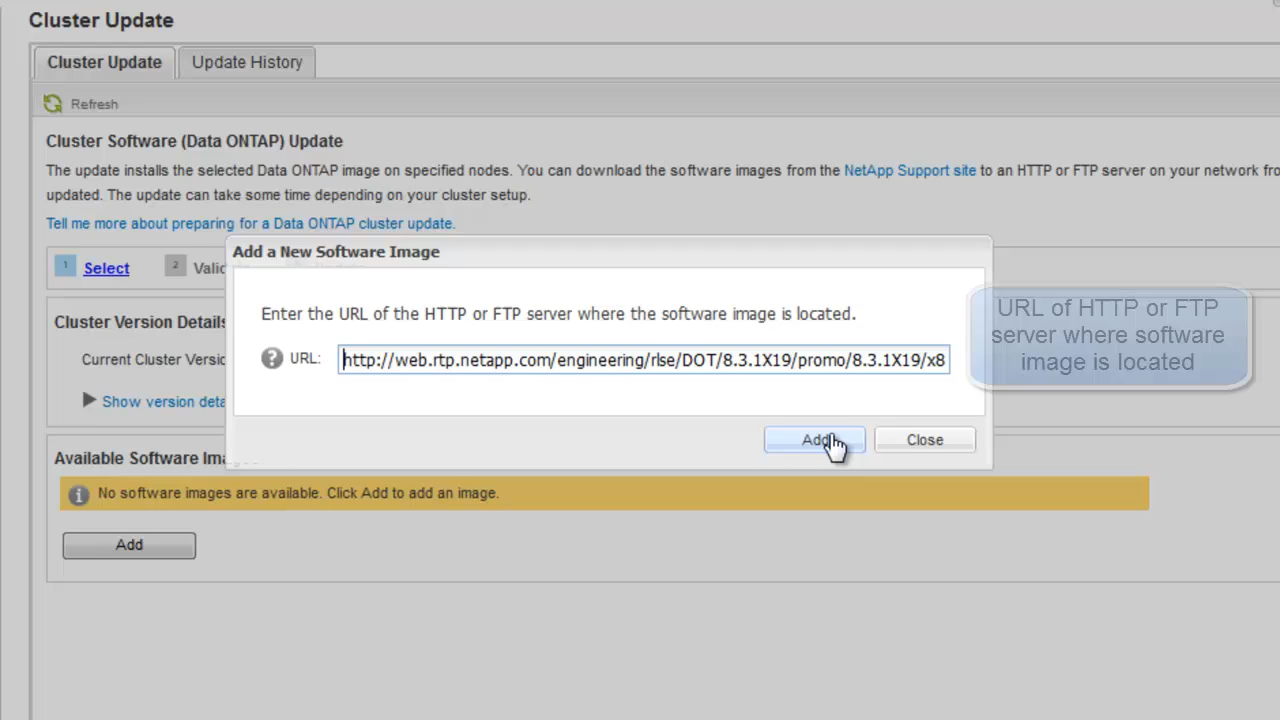 Cluster Update
Cluster Update Update History
Refresh
Cluster Software (Data ONTAP) Update
The update installs the selected Data ONTAP image on specified nodes. You can download the software images from the NetApp Support site to an HTTP or FTP server on your network
updated. The update can take some time depending on your cluster setup.
Tell me more about preparing for a Data ONTAP cluster update.
Add a New Software Image
1 Select 2
Enter the URL of the HTTP or FTP server where the software image is located.
URL of HTTP or FTP
server where software
image is located
Cluster Version Details
Current Cluster
URL: http://web.rtp.netapp.com/engineering/rlse/DOT/8.3.1X19/promo/8.3.1X19/x8
Show version
Add Close
Available Software
No software images are available. Click Add to add an image.
Add